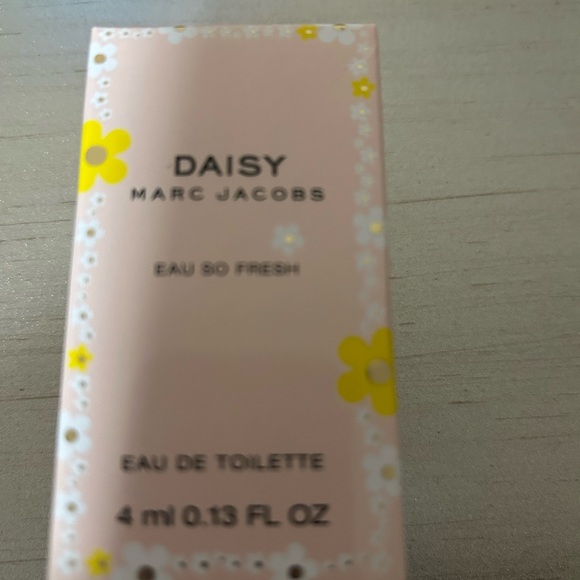 DAISY
MARC JACOBS
EAU SO FRESH
EAU DE TOILETTE
4 ml 0.13 FL OZ